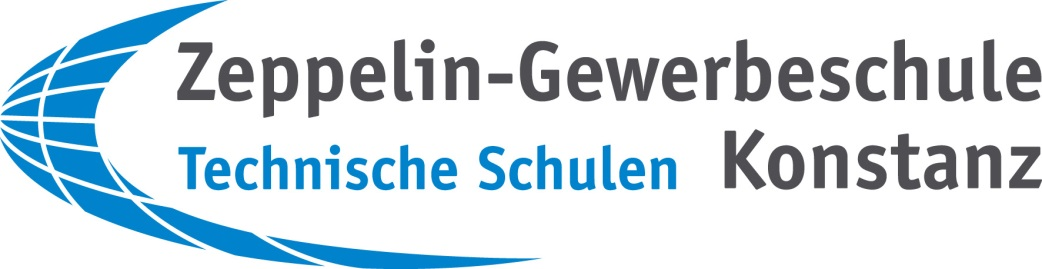 Zeppelin-Gewerbeschule
Technische Schulen Konstanz